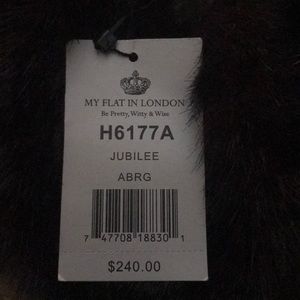 MY FLAT IN LONDON
Be Pretty, Witty & Wise
H6177A
JUBILEE
ABRG
7 47708 18830 1
$240.00